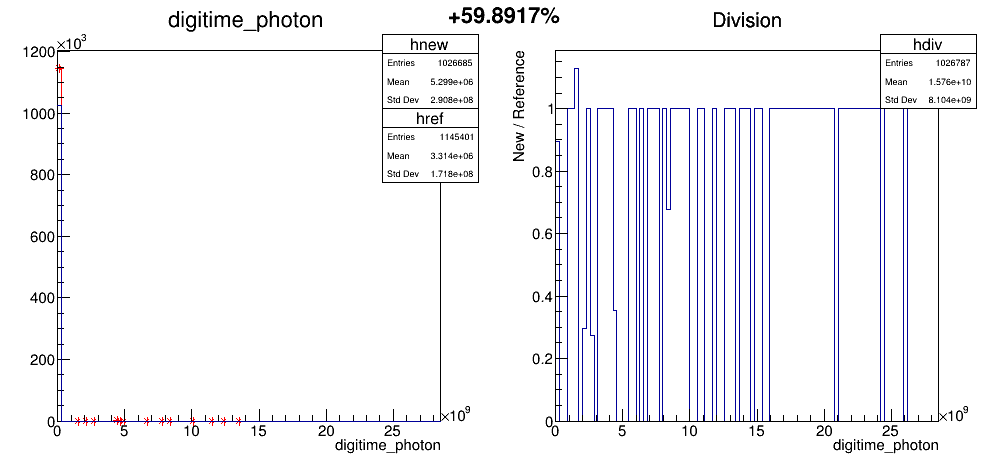 +59.8917%
digitime_photon
×10³
hnew
Entries 1026685
Mean 5.299e+06
Std Dev 2.908e+08
href
Entries 1145401
Mean 3.314e+06
Std Dev 1.718e+08
1200
1000
800
600
400
200
0
0 5 10 15 20 25
×10⁹
digitime_photon
Division
hdiv
Entries 1026787
Mean 1.576e+10
Std Dev 8.104e+09
New / Reference
1
0.8
0.6
0.4
0.2
0
0 5 10 15 20 25
×10⁹
digitime_photon